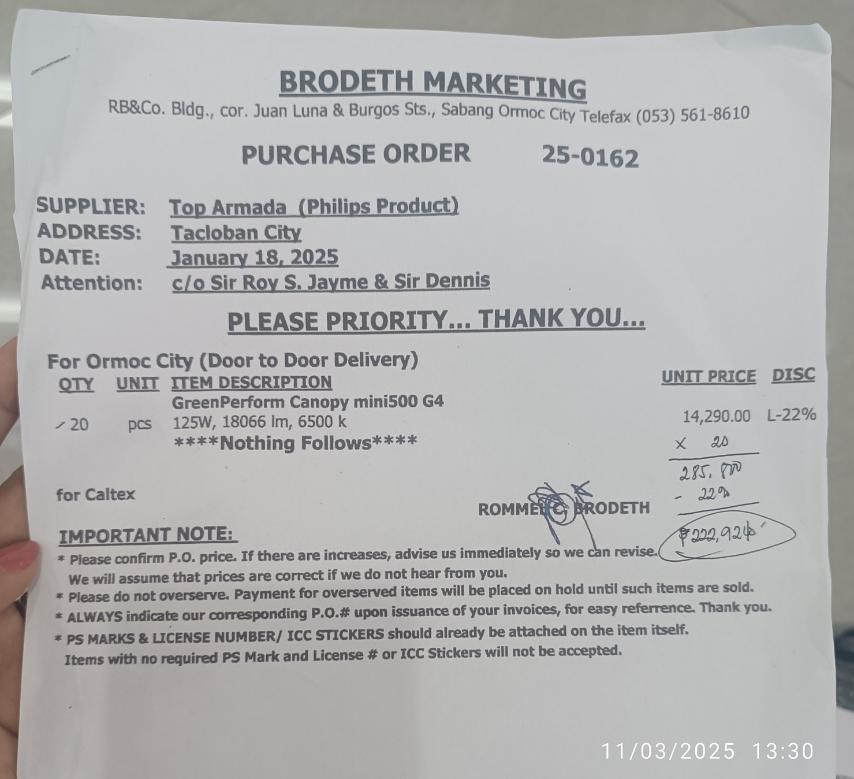 BRODETH MARKETING
RB&Co. Bldg., cor. Juan Luna & Burgos Sts., Sabang Ormoc City Telefax (053) 561-8610
PURCHASE ORDER 25-0162
SUPPLIER: Top Armada (Philips Product)
ADDRESS: Tacloban City
DATE: January 18, 2025
Attention: c/o Sir Roy S. Jayme & Sir Dennis
PLEASE PRIORITY... THANK YOU...
For Ormoc City (Door to Door Delivery)
QTY UNIT ITEM DESCRIPTION UNIT PRICE DISC
GreenPerform Canopy mini500 G4
20 pcs 125W, 18066 lm, 6500 k 14,290.00 L-22%
****Nothing Follows**** x 20
285,800
- 22%
for Caltex
ROMMEL C. BRODETH
₱222,924
IMPORTANT NOTE:
* Please confirm P.O. price. If there are increases, advise us immediately so we can revise.
We will assume that prices are correct if we do not hear from you.
* Please do not overserve. Payment for overserved items will be placed on hold until such items are sold.
* ALWAYS indicate our corresponding P.O.# upon issuance of your invoices, for easy referrence. Thank you.
* PS MARKS & LICENSE NUMBER/ ICC STICKERS should already be attached on the item itself.
Items with no required PS Mark and License # or ICC Stickers will not be accepted.
11/03/2025 13:30